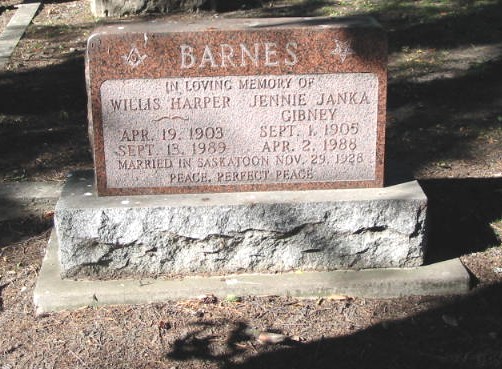 BARNES
IN LOVING MEMORY OF
WILLIS HARPER JENNIE JANKA
GIBNEY
APR. 19. 1903 SEPT. 1. 1905
SEPT. 13. 1989 APR. 2. 1988
MARRIED IN SASKATOON NOV. 29. 1928
PEACE, PERFECT PEACE